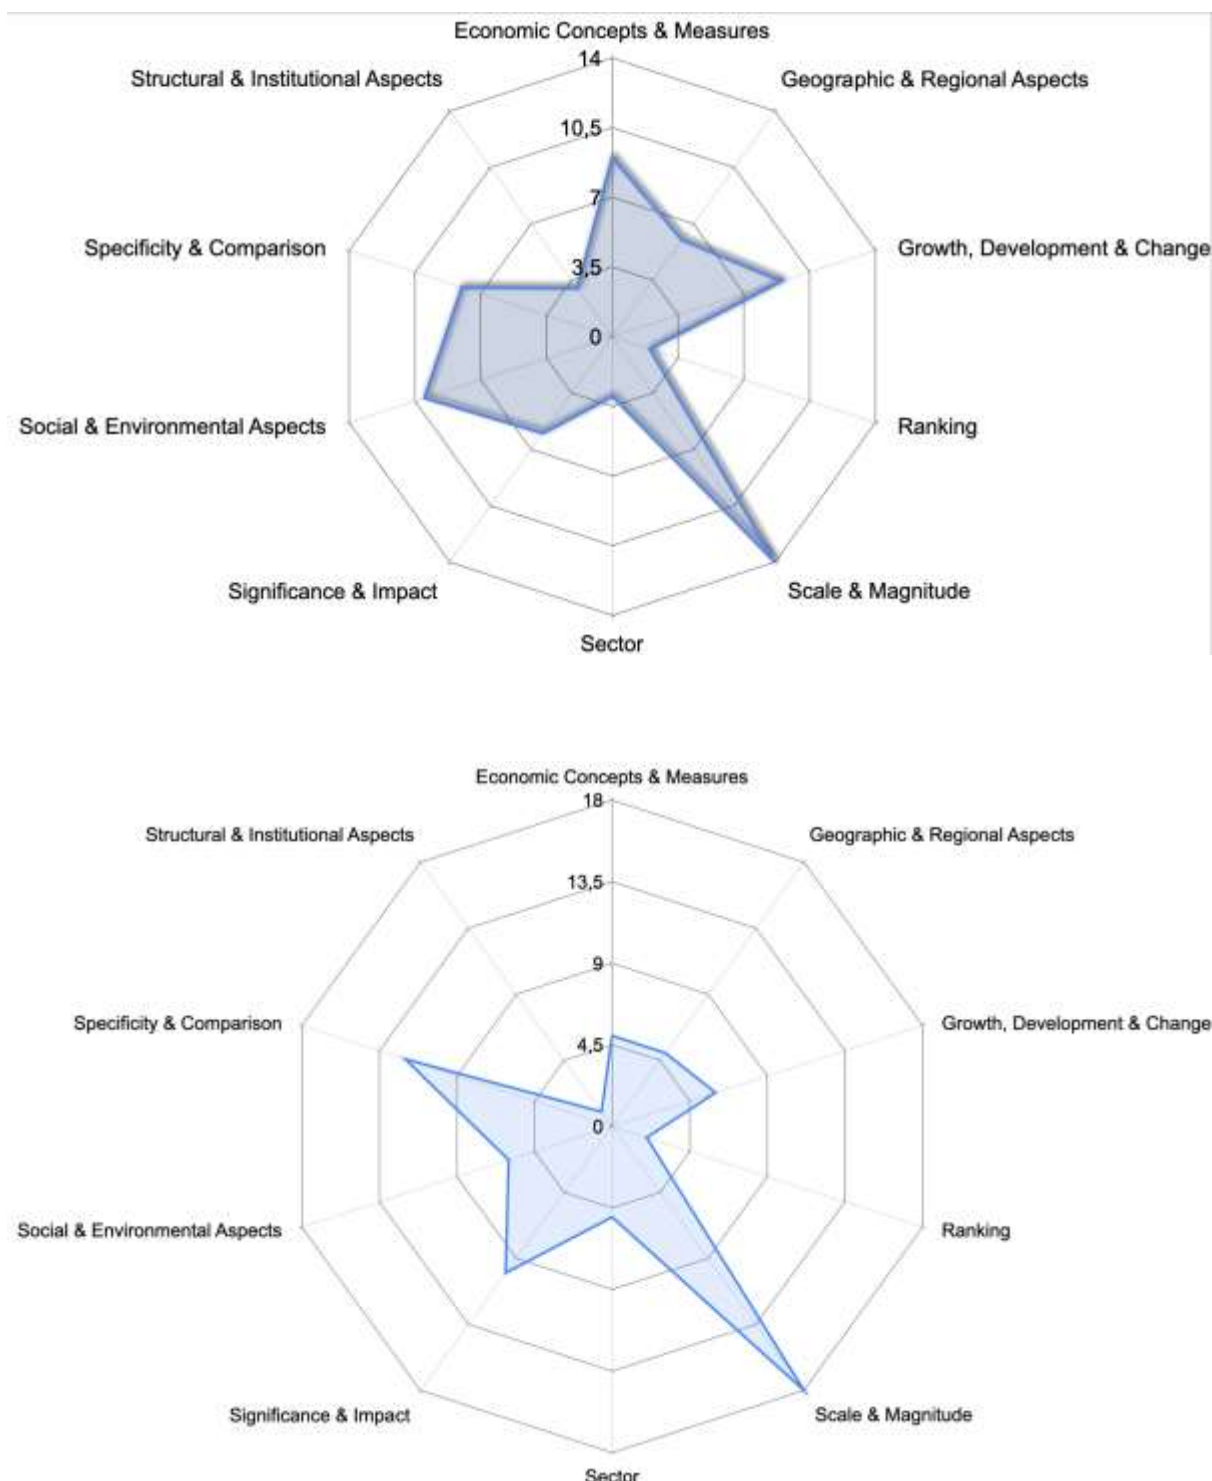 Economic Concepts & Measures
14
Structural & Institutional Aspects
Geographic & Regional Aspects
10,5
7
Specificity & Comparison
Growth, Development & Change
3,5
0
Social & Environmental Aspects
Ranking
Significance & Impact
Scale & Magnitude
Sector
Economic Concepts & Measures
18
Structural & Institutional Aspects
Geographic & Regional Aspects
13,5
9
Specificity & Comparison
Growth, Development & Change
4,5
0
Social & Environmental Aspects
Ranking
Significance & Impact
Scale & Magnitude
Sector